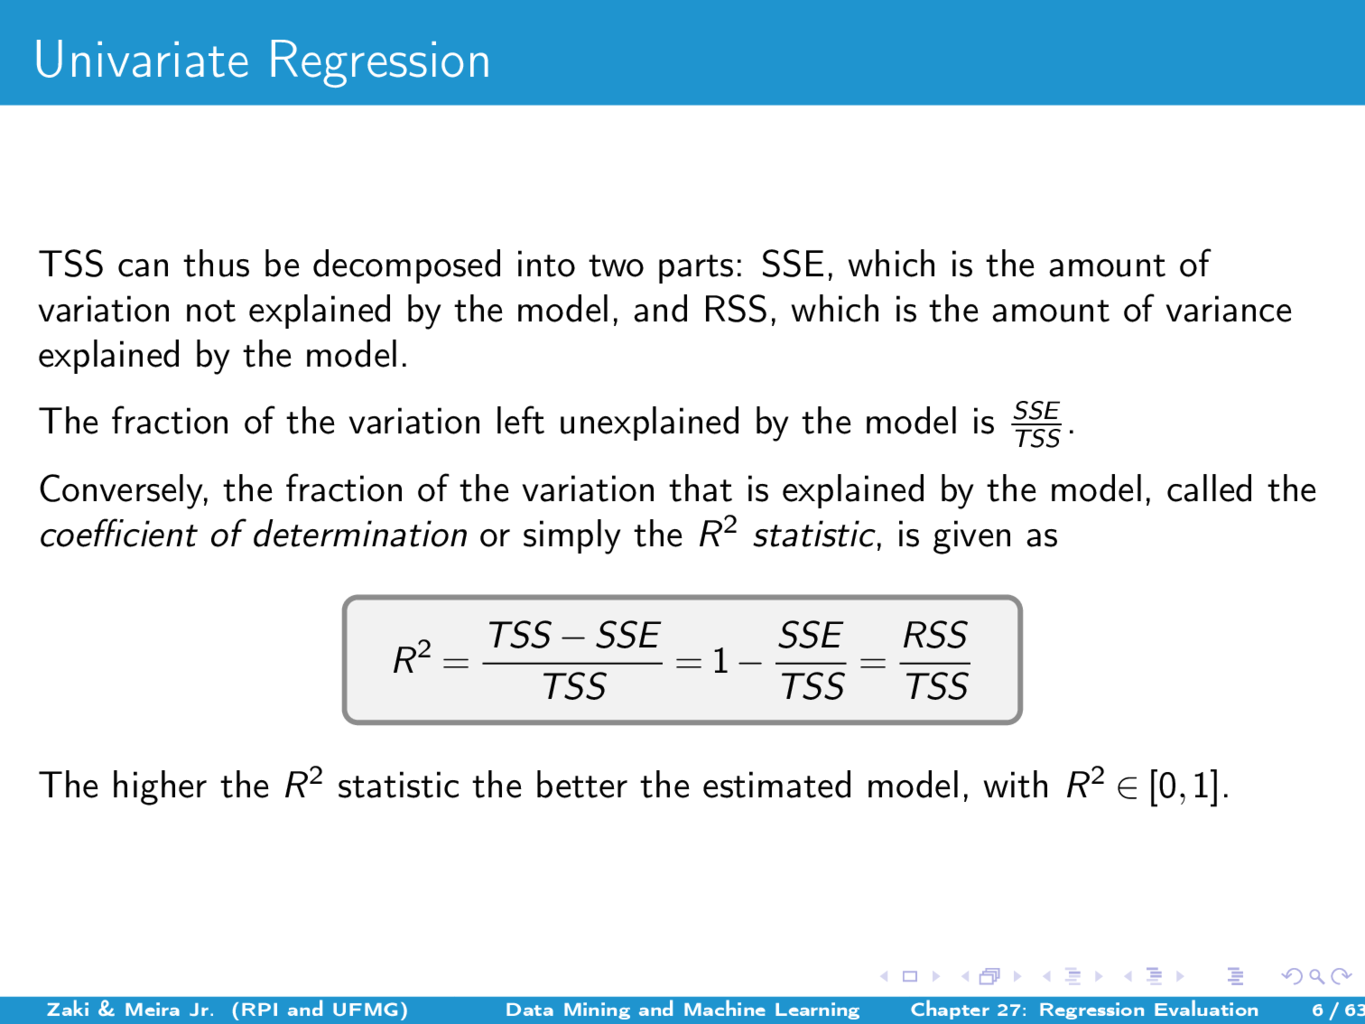 Univariate Regression
TSS can thus be decomposed into two parts: SSE, which is the amount of
variation not explained by the model, and RSS, which is the amount of variance
explained by the model.
The fraction of the variation left unexplained by the model is SSE/TSS.
Conversely, the fraction of the variation that is explained by the model, called the
coefficient of determination or simply the R² statistic, is given as
R² = (TSS − SSE)/TSS = 1 − SSE/TSS = RSS/TSS
The higher the R² statistic the better the estimated model, with R² ∈ [0, 1].
Zaki & Meira Jr. (RPI and UFMG) Data Mining and Machine Learning Chapter 27: Regression Evaluation 6 / 63